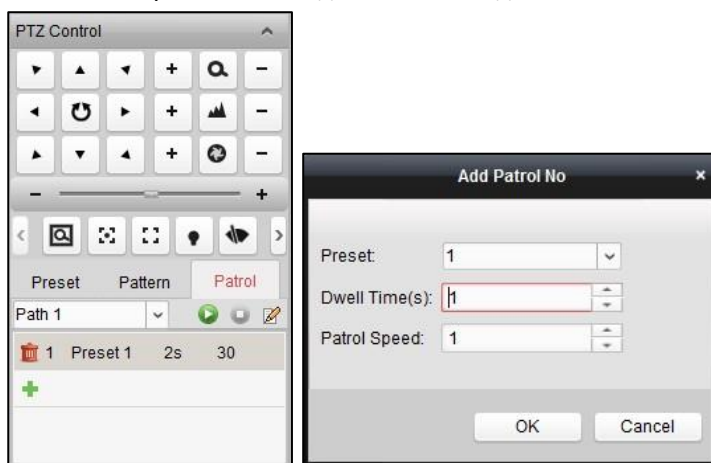 PTZ Control
Preset Pattern Patrol
Path 1
1 Preset 1 2s 30
Add Patrol No
Preset: 1
Dwell Time(s): 1
Patrol Speed: 1
OK Cancel